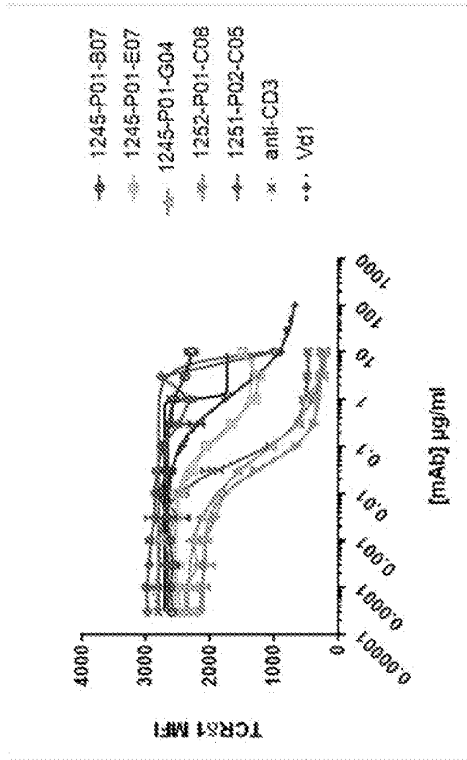 4000
3000
2000
1000
0
TCRδ1 MFI
0.00001
0.0001
0.001
0.01
0.1
1
10
100
1000
[mAb] µg/ml
1245-P01-B07
1245-P01-E07
1245-P01-G04
1252-P01-C08
1251-P02-C05
anti-CD3
Vd1